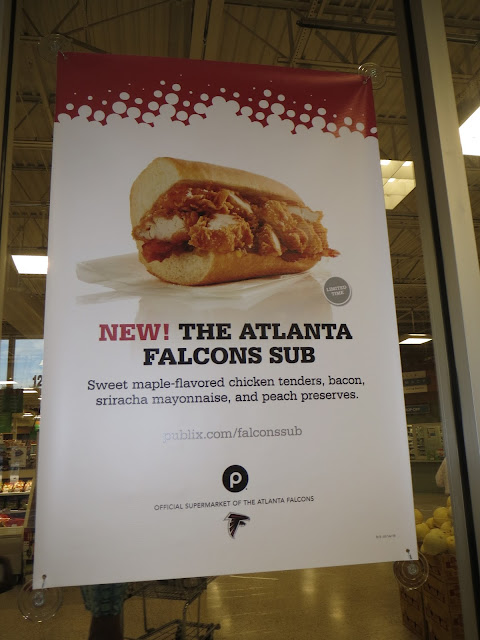 LIMITED
TIME
NEW! THE ATLANTA
FALCONS SUB
Sweet maple-flavored chicken tenders, bacon,
sriracha mayonnaise, and peach preserves.
publix.com/falconssub
P
OFFICIAL SUPERMARKET OF THE ATLANTA FALCONS
12